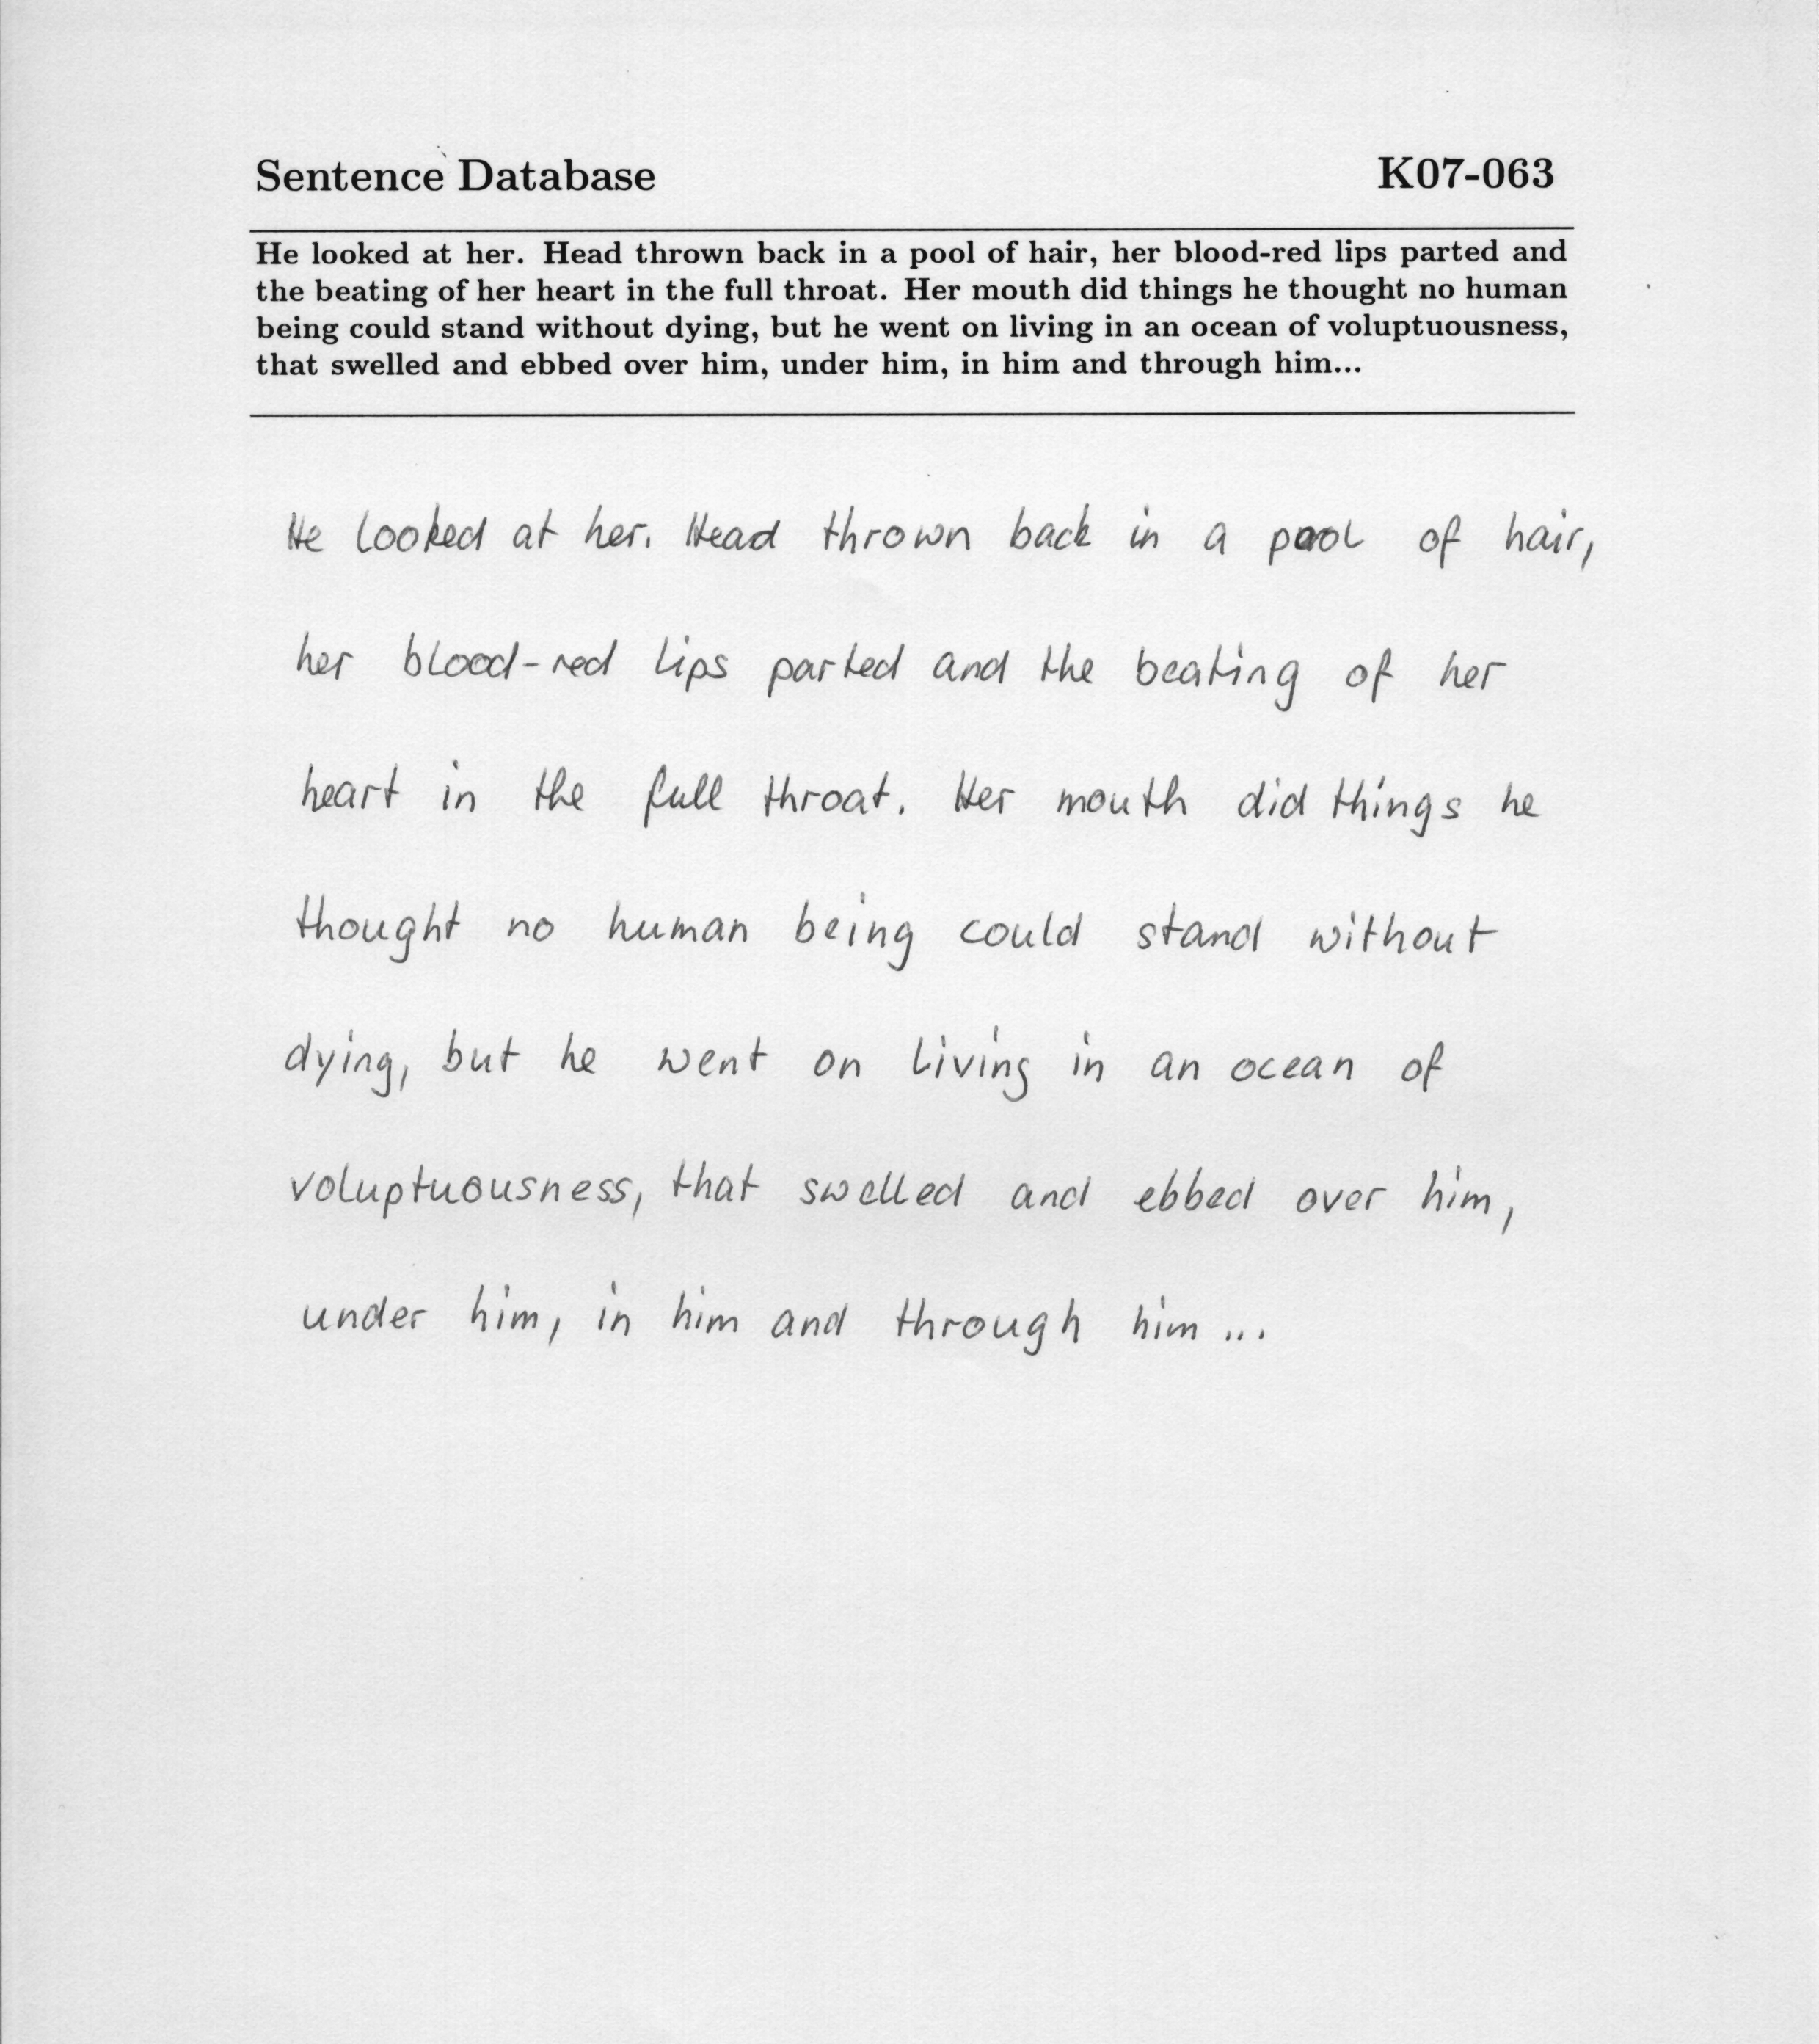 Sentence Database K07-063
He looked at her. Head thrown back in a pool of hair, her blood-red lips parted and
the beating of her heart in the full throat. Her mouth did things he thought no human
being could stand without dying, but he went on living in an ocean of voluptuousness,
that swelled and ebbed over him, under him, in him and through him...
He looked at her. Head thrown back in a pool of hair,
her blood-red lips parted and the beating of her
heart in the full throat. Her mouth did things he
thought no human being could stand without
dying, but he went on living in an ocean of
voluptuousness, that swelled and ebbed over him,
under him, in him and through him...